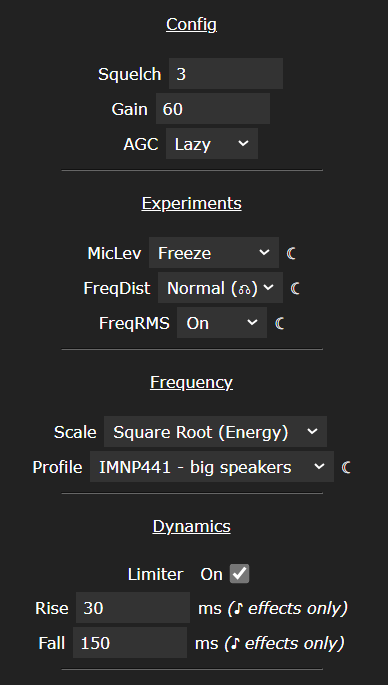 Config
Squelch 3
Gain 60
AGC Lazy
Experiments
MicLev Freeze ☾
FreqDist Normal (⎍) ☾
FreqRMS On ☾
Frequency
Scale Square Root (Energy)
Profile IMNP441 - big speakers ☾
Dynamics
Limiter On
Rise 30 ms (♪ effects only)
Fall 150 ms (♪ effects only)